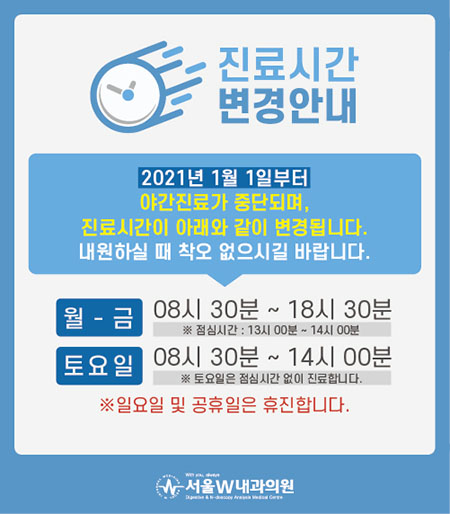 진료시간
변경안내
2021년 1월 1일부터
야간진료가 중단되며,
진료시간이 아래와 같이 변경됩니다.
내원하실 때 착오 없으시길 바랍니다.
월 - 금
08시 30분 ~ 18시 30분
※ 점심시간 : 13시 00분 ~ 14시 00분
토요일
08시 30분 ~ 14시 00분
※ 토요일은 점심시간 없이 진료합니다.
※일요일 및 공휴일은 휴진합니다.
With you, always
서울W내과의원
Digestive &
Analysis Medical Centre